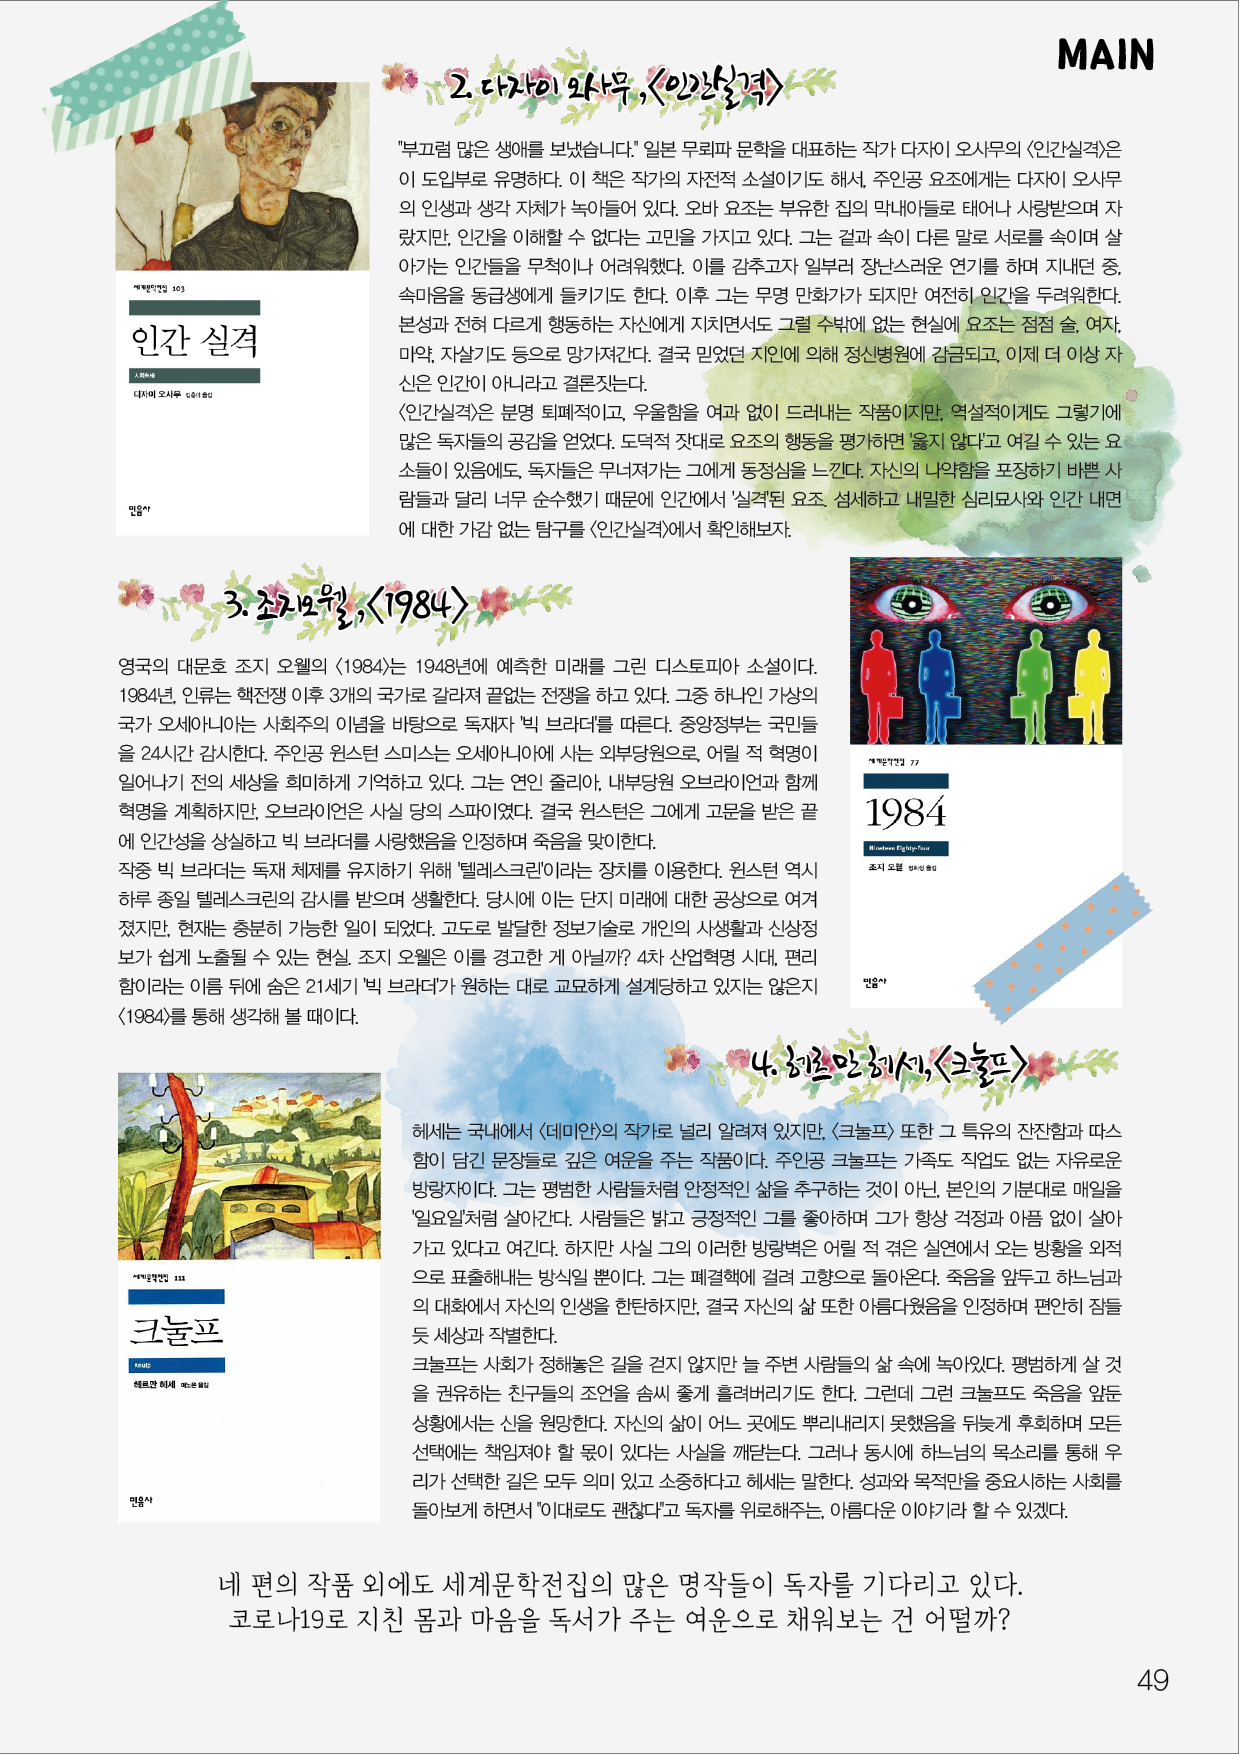 MAIN
2. 다자이 오사무, <인간실격>
"부끄럼 많은 생애를 보냈습니다." 일본 무뢰파 문학을 대표하는 작가 다자이 오사무의 <인간실격>은
이 도입부로 유명하다. 이 책은 작가의 자전적 소설이기도 해서, 주인공 요조에게는 다자이 오사무
의 인생과 생각 자체가 녹아들어 있다. 오바 요조는 부유한 집의 막내아들로 태어나 사랑받으며 자
랐지만, 인간을 이해할 수 없다는 고민을 가지고 있다. 그는 겉과 속이 다른 말로 서로를 속이며 살
아가는 인간들을 무척이나 어려워했다. 이를 감추고자 일부러 장난스러운 연기를 하며 지내던 중,
속마음을 동급생에게 들키기도 한다. 이후 그는 무명 만화가가 되지만 여전히 인간을 두려워한다.
본성과 전혀 다르게 행동하는 자신에게 지치면서도 그럴 수밖에 없는 현실에 요조는 점점 술, 여자,
마약, 자살기도 등으로 망가져간다. 결국 믿었던 지인에 의해 정신병원에 감금되고, 이제 더 이상 자
신은 인간이 아니라고 결론짓는다.
<인간실격>은 분명 퇴폐적이고, 우울함을 여과 없이 드러내는 작품이지만, 역설적이게도 그렇기에
많은 독자들의 공감을 얻었다. 도덕적 잣대로 요조의 행동을 평가하면 '옳지 않다'고 여길 수 있는 요
소들이 있음에도, 독자들은 무너져가는 그에게 동정심을 느낀다. 자신의 나약함을 포장하기 바쁜 사
람들과 달리 너무 순수했기 때문에 인간에서 '실격'된 요조. 섬세하고 내밀한 심리묘사와 인간 내면
에 대한 가감 없는 탐구를 <인간실격>에서 확인해보자.
세계문학전집 103
인간 실격
人間失格
다자이 오사무 김춘미 옮김
민음사
3. 조지오웰, <1984>
영국의 대문호 조지 오웰의 <1984>는 1948년에 예측한 미래를 그린 디스토피아 소설이다.
1984년, 인류는 핵전쟁 이후 3개의 국가로 갈라져 끝없는 전쟁을 하고 있다. 그중 하나인 가상의
국가 오세아니아는 사회주의 이념을 바탕으로 독재자 '빅 브라더'를 따른다. 중앙정부는 국민들
을 24시간 감시한다. 주인공 윈스턴 스미스는 오세아니아에 사는 외부당원으로, 어릴 적 혁명이
일어나기 전의 세상을 희미하게 기억하고 있다. 그는 연인 줄리아, 내부당원 오브라이언과 함께
혁명을 계획하지만, 오브라이언은 사실 당의 스파이였다. 결국 윈스턴은 그에게 고문을 받은 끝
에 인간성을 상실하고 빅 브라더를 사랑했음을 인정하며 죽음을 맞이한다.
작중 빅 브라더는 독재 체제를 유지하기 위해 '텔레스크린'이라는 장치를 이용한다. 윈스턴 역시
하루 종일 텔레스크린의 감시를 받으며 생활한다. 당시에 이는 단지 미래에 대한 공상으로 여겨
졌지만, 현재는 충분히 가능한 일이 되었다. 고도로 발달한 정보기술로 개인의 사생활과 신상정
보가 쉽게 노출될 수 있는 현실. 조지 오웰은 이를 경고한 게 아닐까? 4차 산업혁명 시대, 편리
함이라는 이름 뒤에 숨은 21세기 '빅 브라더'가 원하는 대로 교묘하게 설계당하고 있지는 않은지
<1984>를 통해 생각해 볼 때이다.
세계문학전집 77
1984
Nineteen Eighty-Four
조지 오웰 정회성 옮김
민음사
4. 헤르만 헤세, <크눌프>
헤세는 국내에서 <데미안>의 작가로 널리 알려져 있지만, <크눌프> 또한 그 특유의 잔잔함과 따스
함이 담긴 문장들로 깊은 여운을 주는 작품이다. 주인공 크눌프는 가족도 직업도 없는 자유로운
방랑자이다. 그는 평범한 사람들처럼 안정적인 삶을 추구하는 것이 아닌, 본인의 기분대로 매일을
'일요일'처럼 살아간다. 사람들은 밝고 긍정적인 그를 좋아하며 그가 항상 걱정과 아픔 없이 살아
가고 있다고 여긴다. 하지만 사실 그의 이러한 방랑벽은 어릴 적 겪은 실연에서 오는 방황을 외적
으로 표출해내는 방식일 뿐이다. 그는 폐결핵에 걸려 고향으로 돌아온다. 죽음을 앞두고 하느님과
의 대화에서 자신의 인생을 한탄하지만, 결국 자신의 삶 또한 아름다웠음을 인정하며 편안히 잠들
듯 세상과 작별한다.
크눌프는 사회가 정해놓은 길을 걷지 않지만 늘 주변 사람들의 삶 속에 녹아있다. 평범하게 살 것
을 권유하는 친구들의 조언을 솜씨 좋게 흘려버리기도 한다. 그런데 그런 크눌프도 죽음을 앞둔
상황에서는 신을 원망한다. 자신의 삶이 어느 곳에도 뿌리내리지 못했음을 뒤늦게 후회하며 모든
선택에는 책임져야 할 몫이 있다는 사실을 깨닫는다. 그러나 동시에 하느님의 목소리를 통해 우
리가 선택한 길은 모두 의미 있고 소중하다고 헤세는 말한다. 성과와 목적만을 중요시하는 사회를
돌아보게 하면서 "이대로도 괜찮다"고 독자를 위로해주는, 아름다운 이야기라 할 수 있겠다.
세계문학전집 111
크눌프
Knulp
헤르만 헤세 이노은 옮김
민음사
네 편의 작품 외에도 세계문학전집의 많은 명작들이 독자를 기다리고 있다.
코로나19로 지친 몸과 마음을 독서가 주는 여운으로 채워보는 건 어떨까?
49